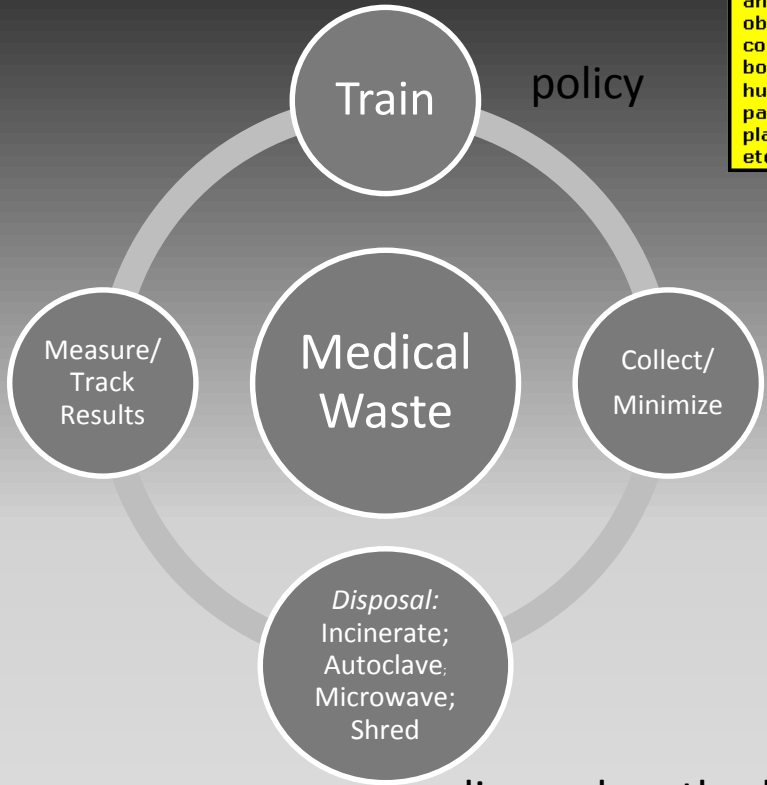 Train
policy
Medical
Waste
Measure/
Track
Results
Collect/
Minimize
Disposal:
Incinerate;
Autoclave;
Microwave;
Shred